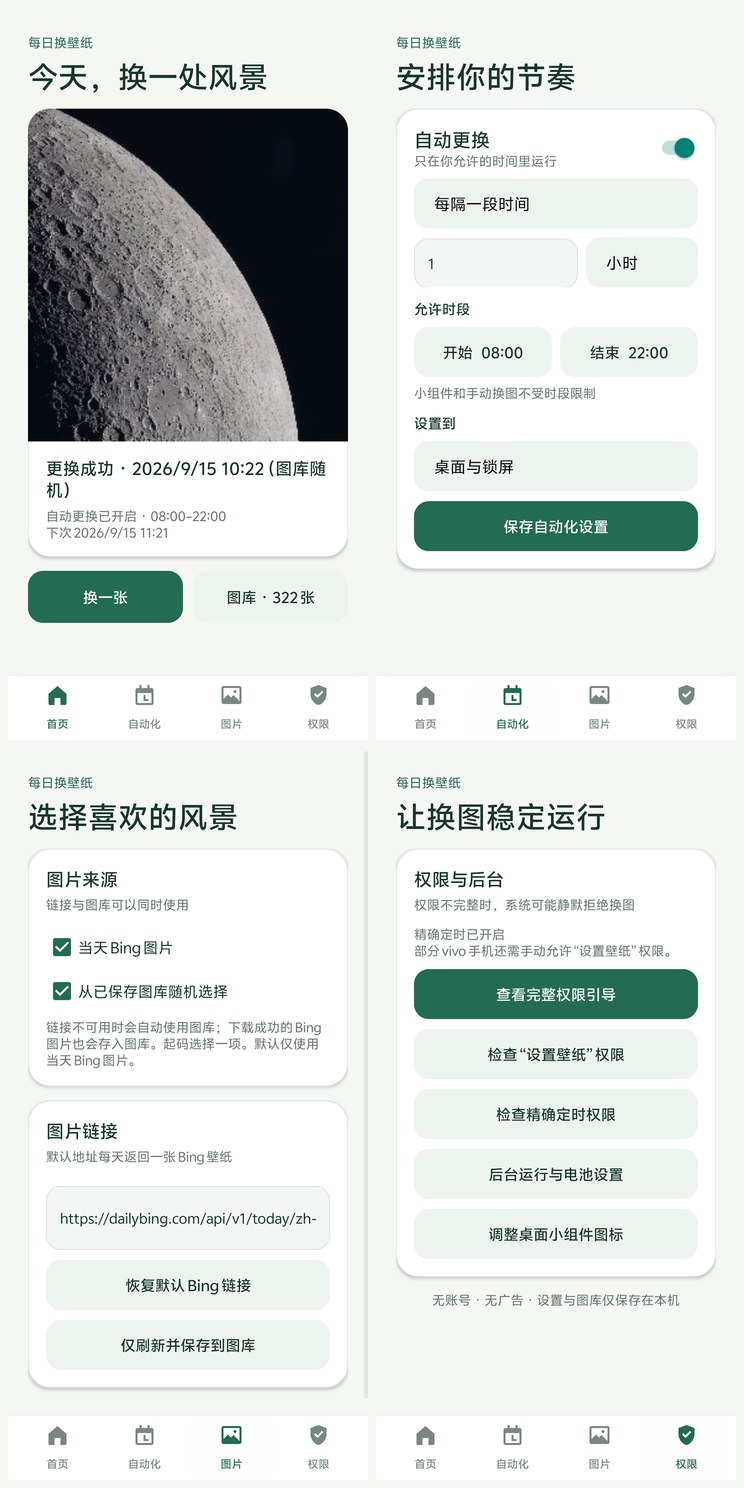 每日换壁纸
今天，换一处风景
更换成功 · 2026/9/15 10:22 (图库随
机)
自动更换已开启 · 08:00–22:00
下次 2026/9/15 11:21
换一张
图库 · 322 张
首页
自动化
图片
权限
每日换壁纸
安排你的节奏
自动更换
只在你允许的时间里运行
每隔一段时间
1
小时
允许时段
开始 08:00
结束 22:00
小组件和手动换图不受时段限制
设置到
桌面与锁屏
保存自动化设置
首页
自动化
图片
权限
每日换壁纸
选择喜欢的风景
图片来源
链接与图库可以同时使用
当天 Bing 图片
从已保存图库随机选择
链接不可用时会自动使用图库；下载成功的 Bing
图片也会存入图库。起码选择一项。默认仅使用
当天 Bing 图片。
图片链接
默认地址每天返回一张 Bing 壁纸
https://dailybing.com/api/v1/today/zh-
恢复默认 Bing 链接
仅刷新并保存到图库
首页
自动化
图片
权限
每日换壁纸
让换图稳定运行
权限与后台
权限不完整时，系统可能静默拒绝换图
精确定时已开启
部分 vivo 手机还需手动允许“设置壁纸”权限。
查看完整权限引导
检查“设置壁纸”权限
检查精确定时权限
后台运行与电池设置
调整桌面小组件图标
无账号 · 无广告 · 设置与图库仅保存在本机
首页
自动化
图片
权限